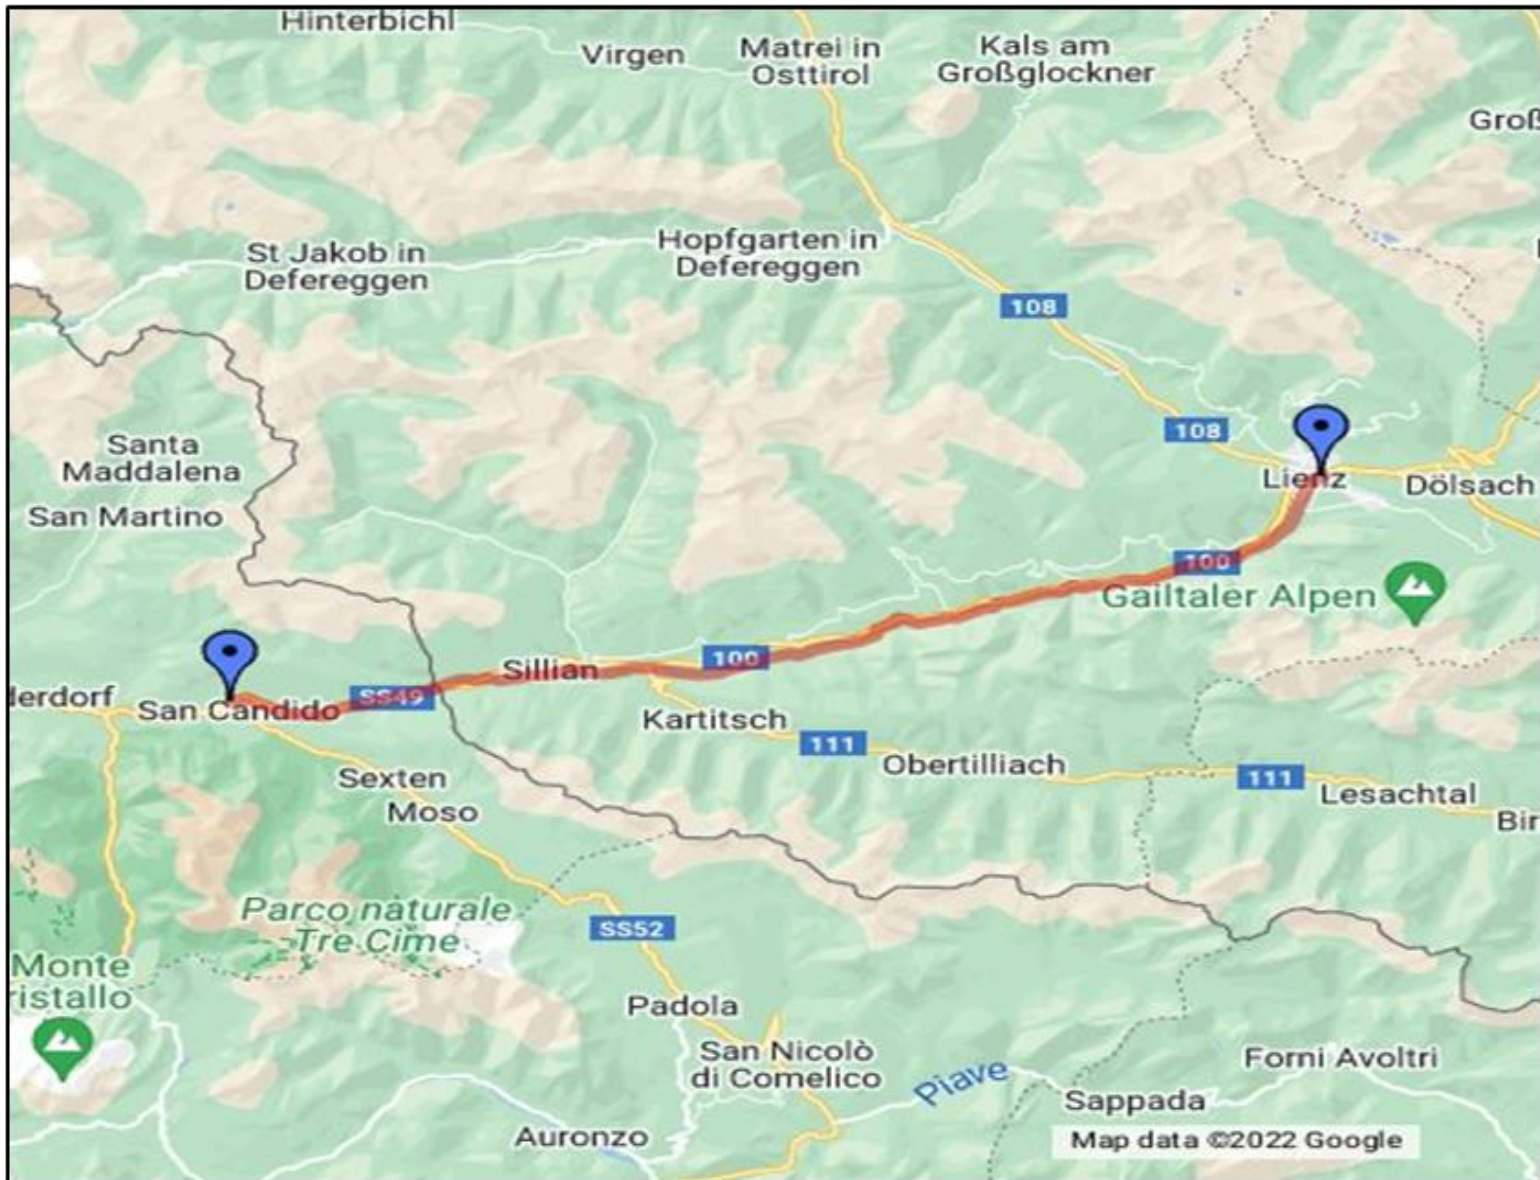 Hinterbichl
Virgen
Matrei in
Osttirol
Kals am
Großglockner
Groß
St Jakob in
Defereggen
Hopfgarten in
Defereggen
108
Santa
Maddalena
San Martino
108
Lienz
Dölsach
100
Gailtaler Alpen
derdorf
San Candido
SS49
Sillian
100
Kartitsch
111
Obertilliach
111
Lesachtal
Bir
Sexten
Moso
Parco naturale
Tre Cime
SS52
Monte
ristallo
Padola
San Nicolò
di Comelico
Piave
Forni Avoltri
Sappada
Auronzo
Map data ©2022 Google